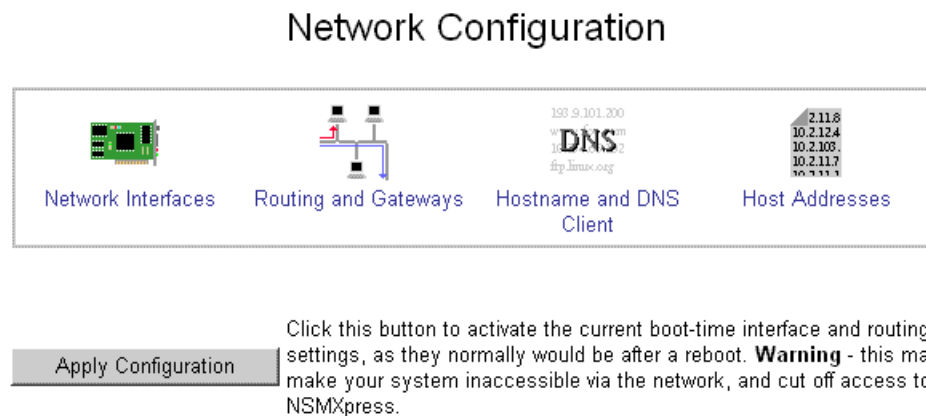 Network Configuration
193.9.101.200
DNS
ftp.linux.org
2.11.8
10.2.12.4
10.2.103.
10.2.11.7
Network Interfaces
Routing and Gateways
Hostname and DNS
Client
Host Addresses
Click this button to activate the current boot-time interface and routing
Apply Configuration
settings, as they normally would be after a reboot. Warning - this ma
make your system inaccessible via the network, and cut off access to
NSMXpress.